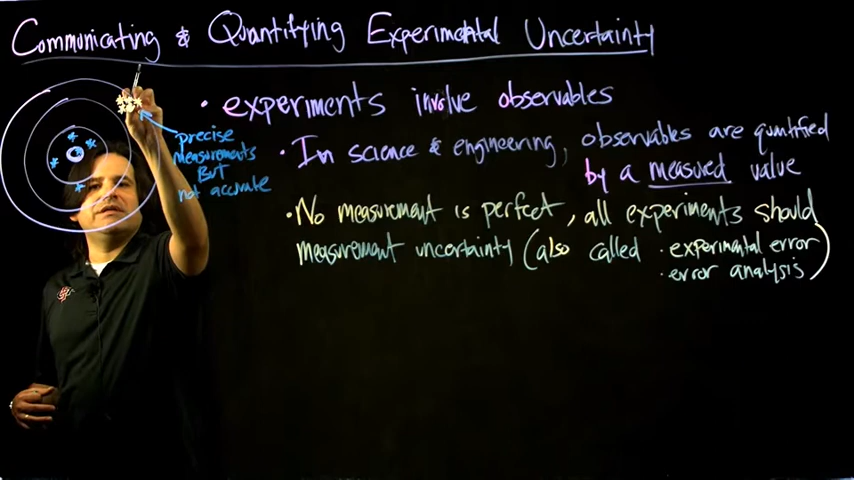 Communicating & Quantifying Experimental Uncertainty
• experiments involve observables
precise
measurements
But
not accurate
• In science & engineering, observables are quantified
by a measured value
• No measurement is perfect, all experiments should
measurement uncertainty (also called • experimental error
• error analysis)